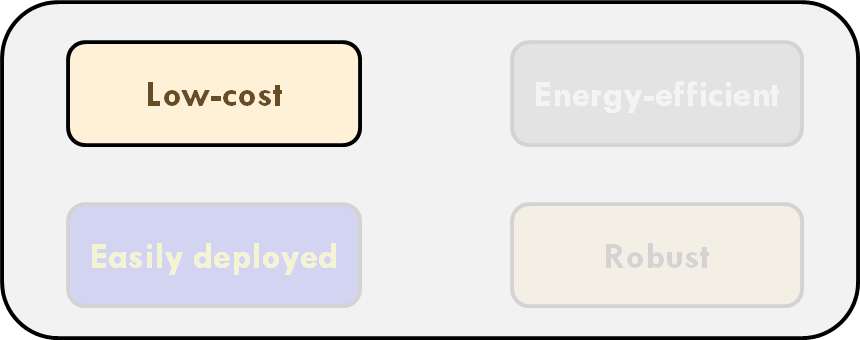 Low-cost
Energy-efficient
Easily deployed
Robust